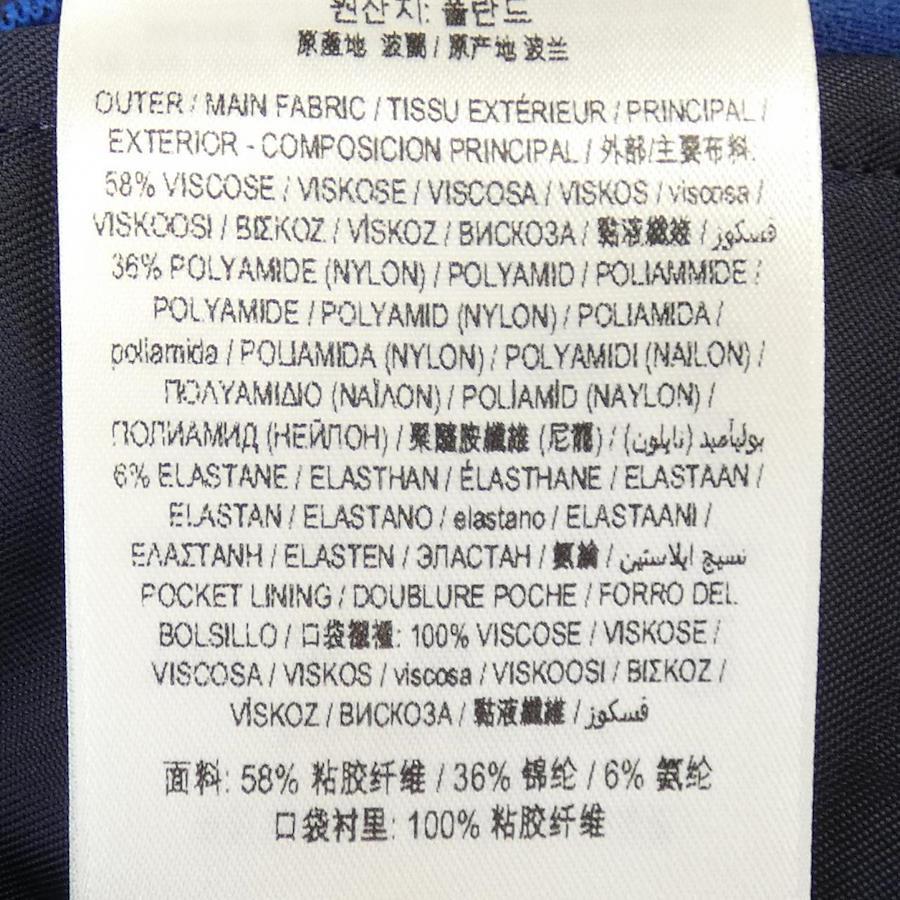 원산지: 폴란드
原產地 波蘭 / 原产地 波兰
OUTER / MAIN FABRIC / TISSU EXTÉRIEUR / PRINCIPAL /
EXTERIOR - COMPOSICION PRINCIPAL / 外部/主要布料:
58% VISCOSE / VISKOSE / VISCOSA / VISKOS / viscosa /
VISKOOSI / ΒΙΣΚΟΖ / VİSKOZ / ВИСКОЗА / 黏液纖維 / فسكوز
36% POLYAMIDE (NYLON) / POLYAMID / POLIAMMIDE /
POLYAMIDE / POLYAMID (NYLON) / POLIAMIDA /
poliamida / POLIAMIDA (NYLON) / POLYAMIDI (NAILON) /
ΠΟΛΥΑΜΙΔΙΟ (ΝΑΪΛΟΝ) / POLİAMİD (NAYLON) /
ПОЛИАМИД (НЕЙЛОН) / 聚醯胺纖維 (尼龍) / بوليأميد (نايلون)
6% ELASTANE / ELASTHAN / ÉLASTHANE / ELASTAAN /
ELASTAN / ELASTANO / elastano / ELASTAANI /
ΕΛΑΣΤΑΝΗ / ELASTEN / ЭЛАСТАН / 氨綸 / نسيج ايلاستين
POCKET LINING / DOUBLURE POCHE / FORRO DEL
BOLSILLO / 口袋襯裡: 100% VISCOSE / VISKOSE /
VISCOSA / VISKOS / viscosa / VISKOOSI / ΒΙΣΚΟΖ /
VİSKOZ / ВИСКОЗА / 黏液纖維 / فسكوز
面料: 58% 粘胶纤维 / 36% 锦纶 / 6% 氨纶
口袋衬里: 100% 粘胶纤维